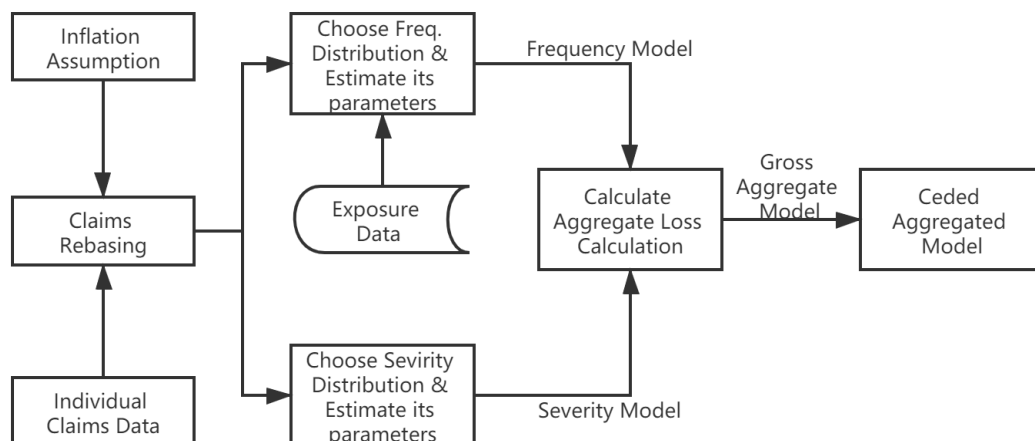 Inflation
Assumption
Choose Freq.
Distribution &
Estimate its
parameters
Frequency Model
Claims
Rebasing
Exposure
Data
Calculate
Aggregate Loss
Calculation
Gross
Aggregate
Model
Ceded
Aggregated
Model
Individual
Claims Data
Choose Sevirity
Distribution &
Estimate its
parameters
Severity Model